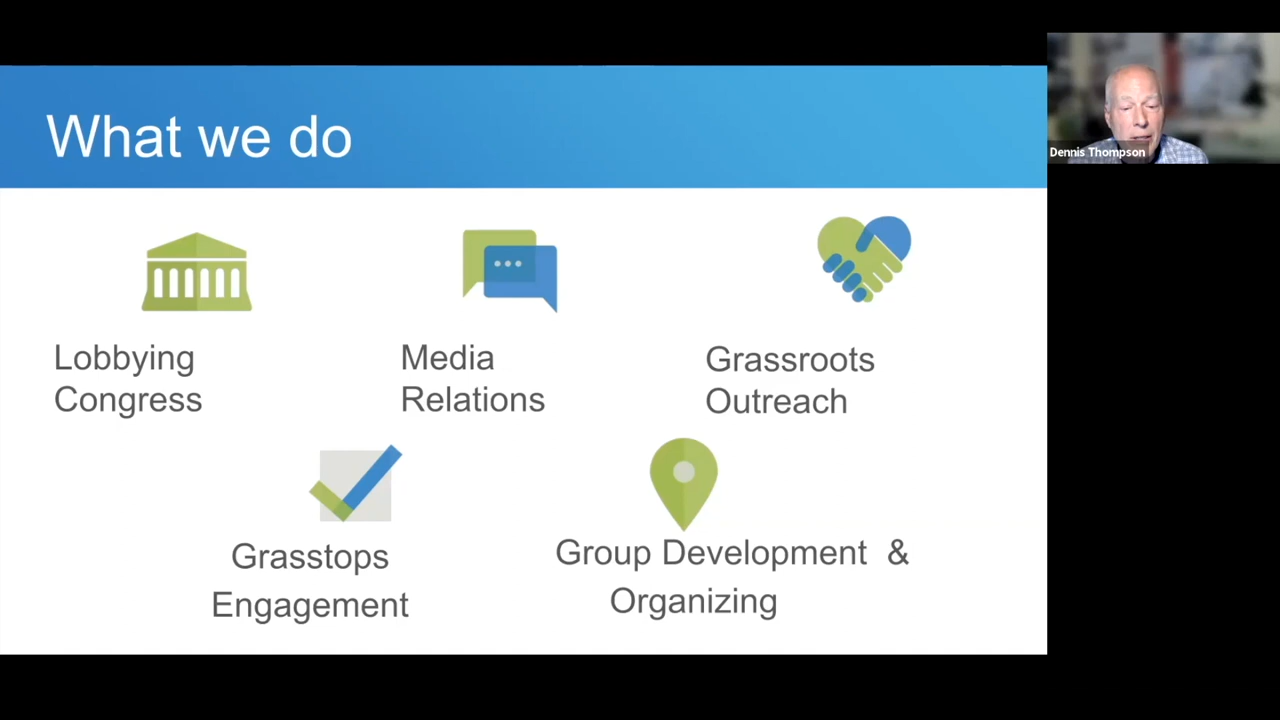 What we do
Dennis Thompson
Lobbying
Congress
Media
Relations
Grassroots
Outreach
Grasstops
Engagement
Group Development &
Organizing